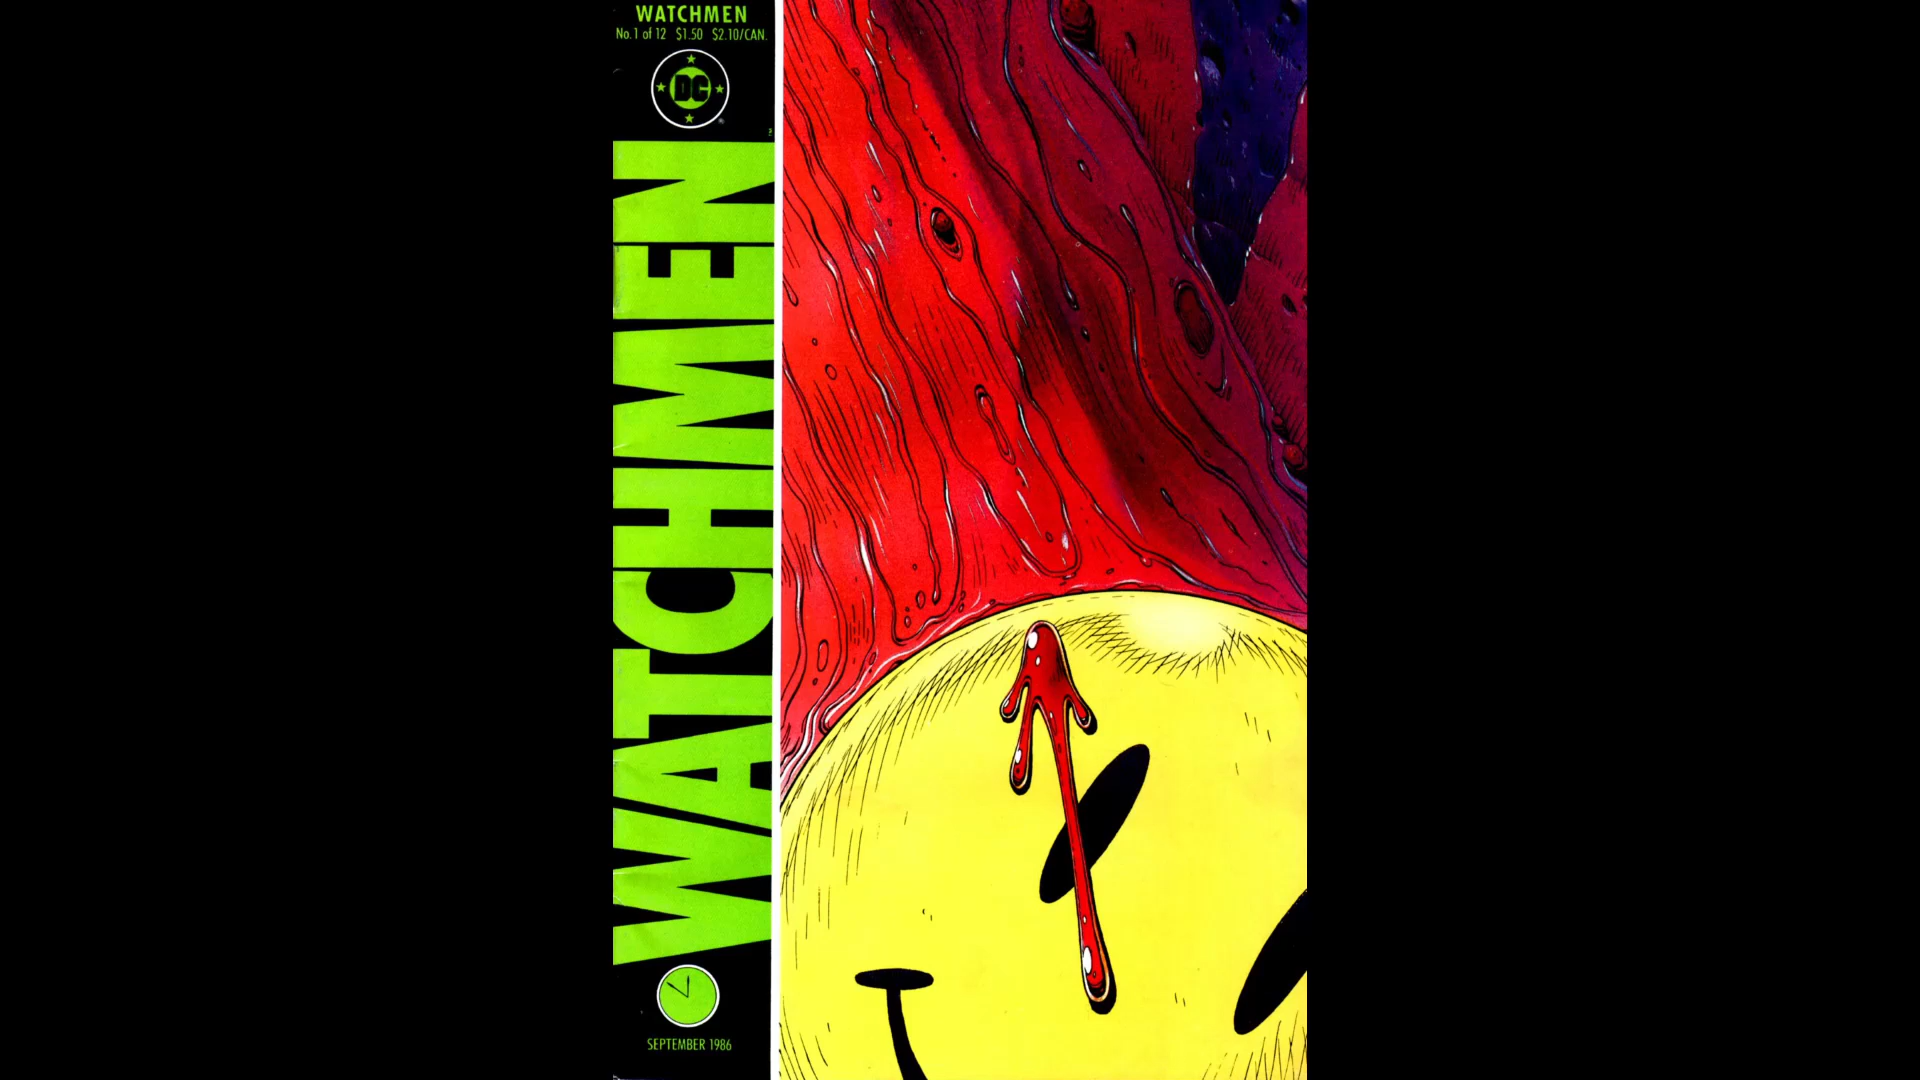 WATCHMEN
No. 1 of 12 $1.50 $2.10/CAN.
DC
WATCHMEN
SEPTEMBER 1986